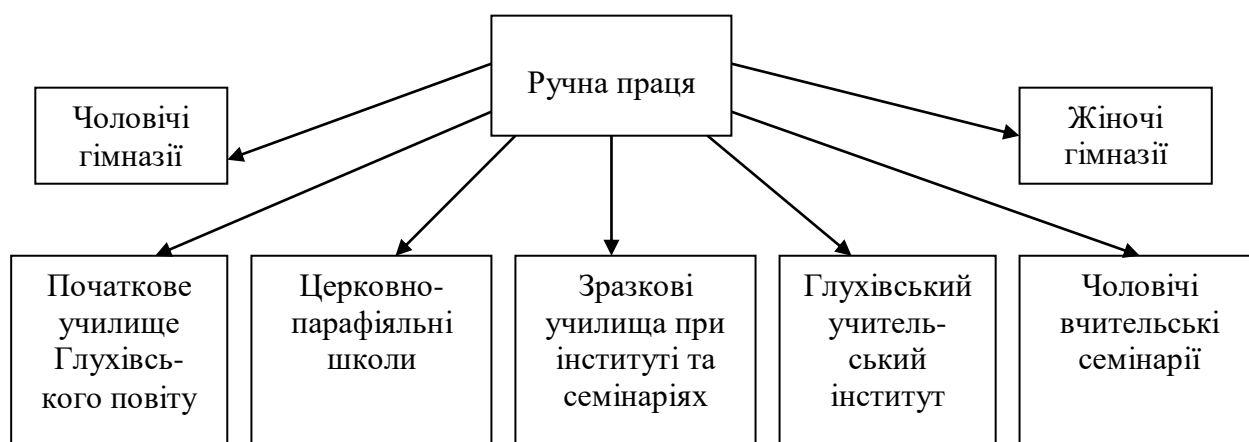 Ручна праця
Чоловічі
гімназії
Жіночі
гімназії
Початкове
училище
Глухівсь-
кого повіту
Церковно-
парафіяльні
школи
Зразкові
училища при
інституті та
семінаріях
Глухівський
учитель-
ський
інститут
Чоловічі
вчительські
семінарії